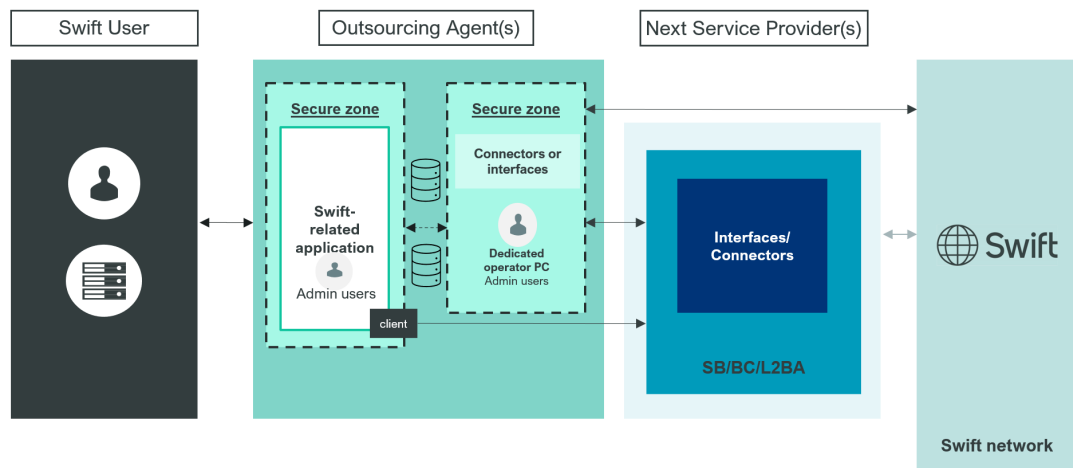 Swift User
Outsourcing Agent(s)
Next Service Provider(s)
Secure zone
Swift-
related
application
Admin users
client
Secure zone
Connectors or
interfaces
Dedicated
operator PC
Admin users
Interfaces/
Connectors
SB/BC/L2BA
Swift
Swift network